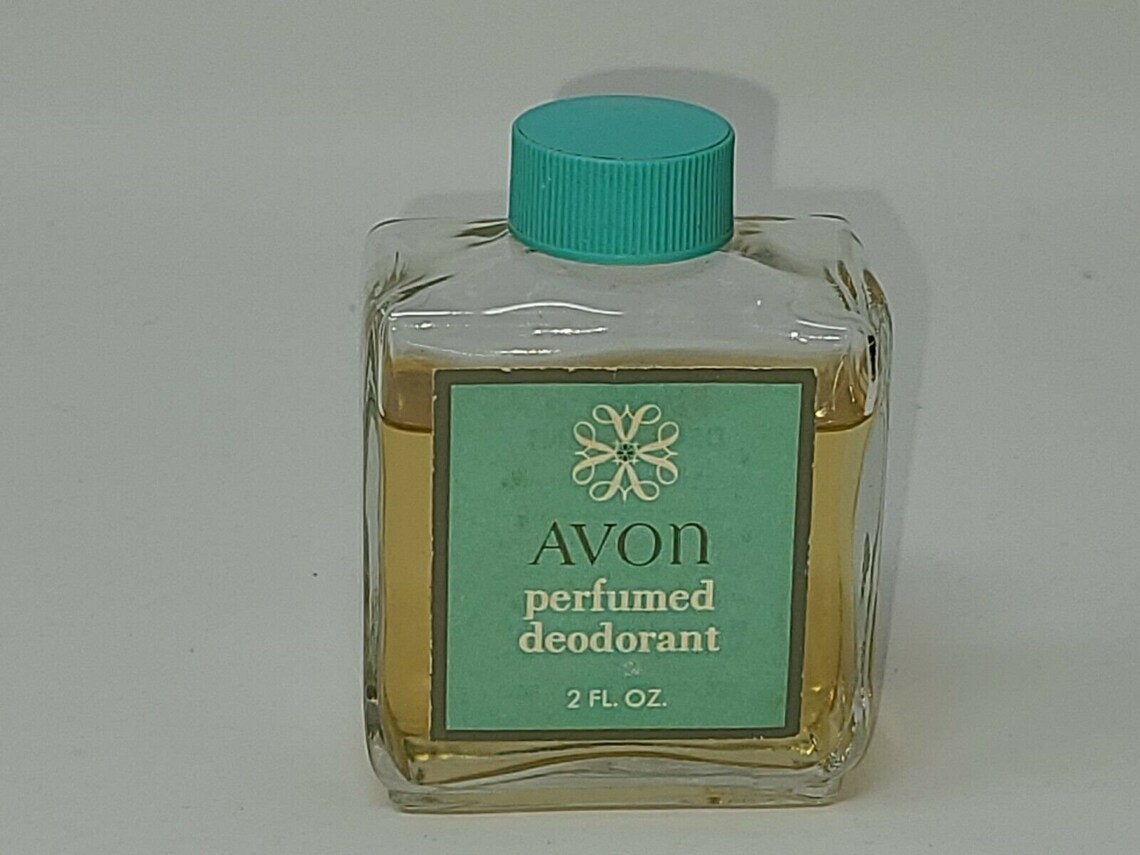 AVON
perfumed
deodorant
2 FL. OZ.